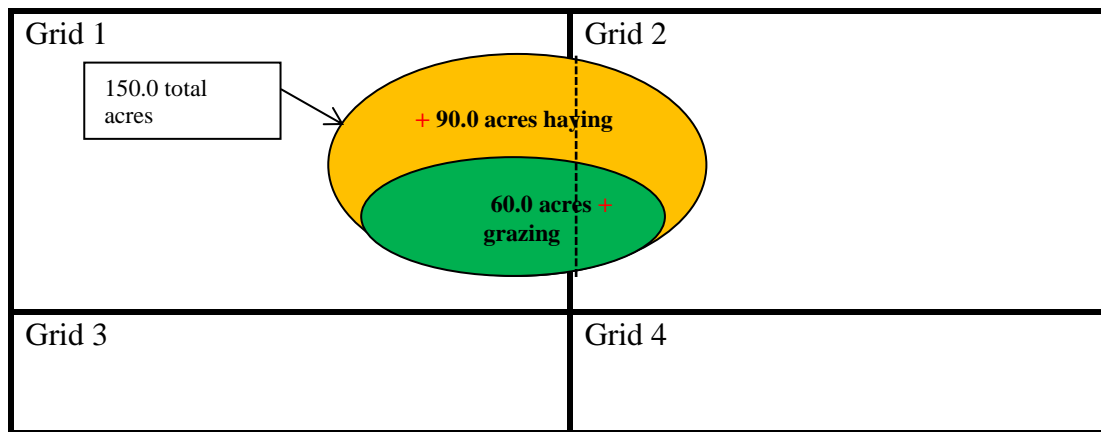 Grid 1
Grid 2
150.0 total
acres
+ 90.0 acres haying
60.0 acres +
grazing
Grid 3
Grid 4